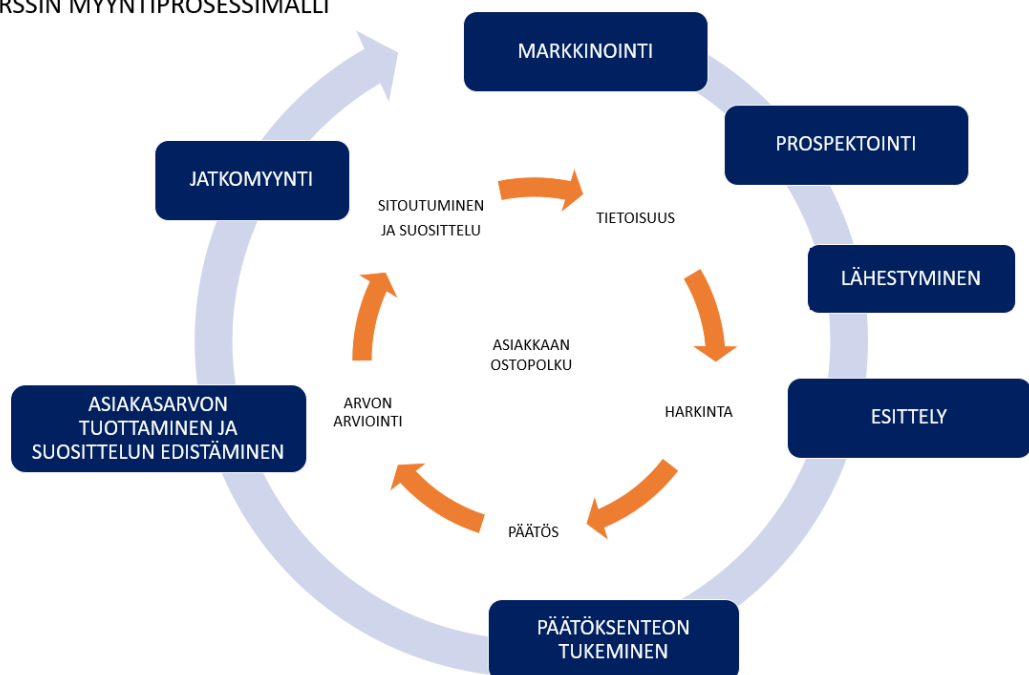 MYYNTIPROSESSIMALLI
MARKKINOINTI
PROSPEKTOINTI
LÄHESTYMINEN
ESITTELY
PÄÄTÖKSENTEON
TUKEMINEN
ASIAKASARVON
TUOTTAMINEN JA
SUOSITTELUN EDISTÄMINEN
JATKOMYYNTI
SITOUTUMINEN
JA SUOSITTELU
TIETOISUUS
HARKINTA
PÄÄTÖS
ARVON
ARVIOINTI
ASIAKKAAN
OSTOPOLKU